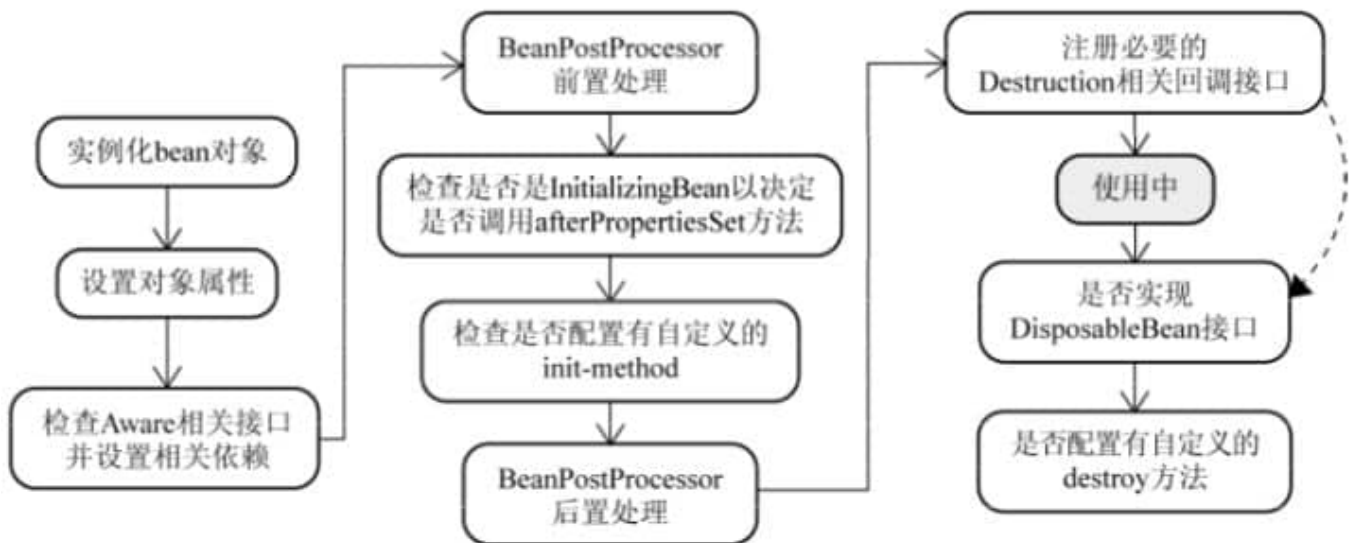 实例化bean对象
设置对象属性
检查Aware相关接口
并设置相关依赖
BeanPostProcessor
前置处理
检查是否是InitializingBean以决定
是否调用afterPropertiesSet方法
检查是否配置有自定义的
init-method
BeanPostProcessor
后置处理
注册必要的
Destruction相关回调接口
使用中
是否实现
DisposableBean接口
是否配置有自定义的
destroy方法